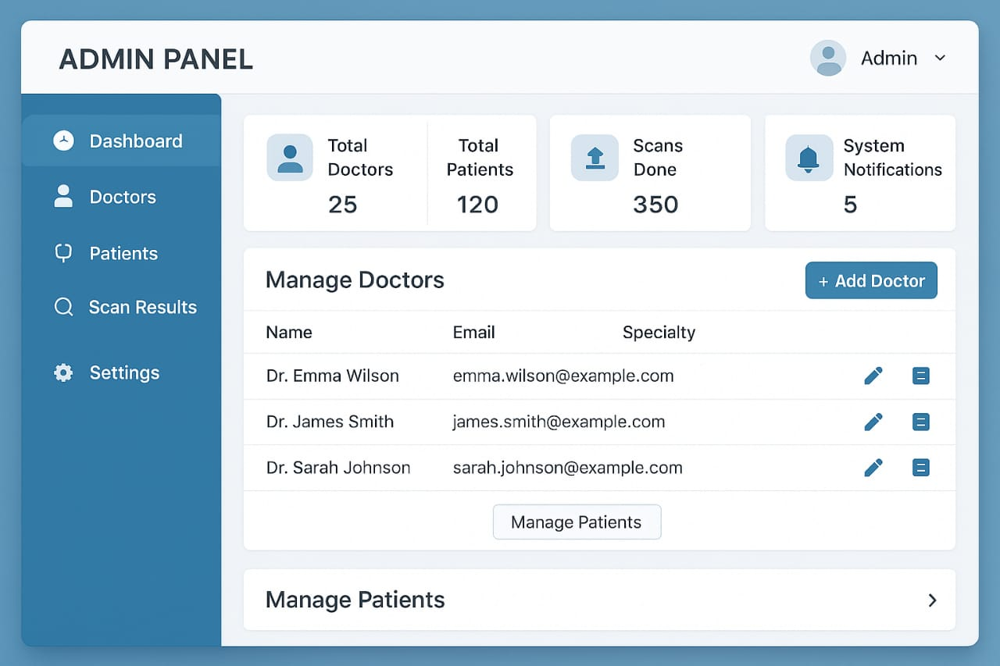 ADMIN PANEL
Admin
Dashboard
Doctors
Patients
Scan Results
Settings
Total
Doctors
25
Total
Patients
120
Scans
Done
350
System
Notifications
5
Manage Doctors
+ Add Doctor
Name Email Specialty
Dr. Emma Wilson emma.wilson@example.com
Dr. James Smith james.smith@example.com
Dr. Sarah Johnson sarah.johnson@example.com
Manage Patients
Manage Patients